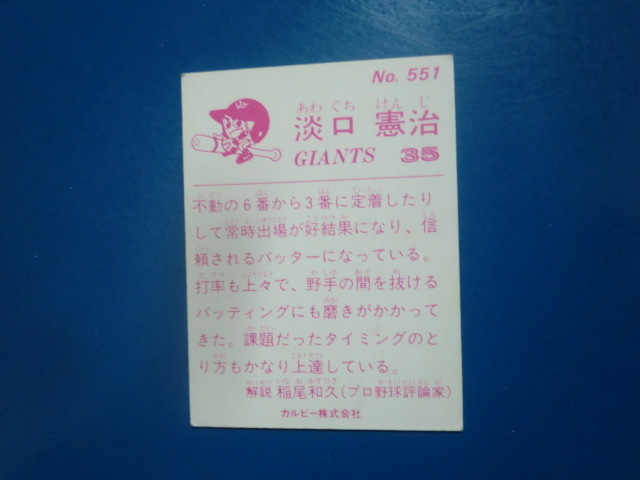 No. 551
あわ ぐち けん じ
淡口 憲治
GIANTS 35
不動の6番から3番に定着したり
して常時出場が好結果になり、信
頼されるバッターになっている。
打率も上々で、野手の間を抜ける
バッティングにも磨きがかかって
きた。課題だったタイミングのと
り方もかなり上達している。
解説 稲尾和久(プロ野球評論家)
カルビー株式会社